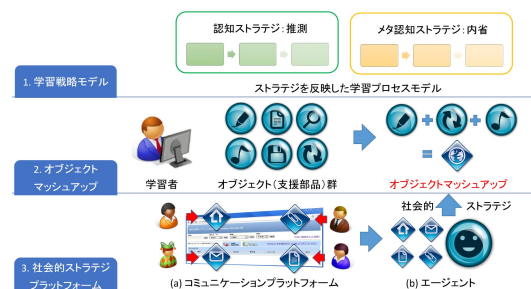 認知ストラテジ：推測
メタ認知ストラテジ：内省
1. 学習戦略モデル
ストラテジを反映した学習プロセスモデル
2. オブジェクト
マッシュアップ
学習者
オブジェクト（支援部品）群
オブジェクトマッシュアップ
社会的
ストラテジ
3. 社会的ストラテジ
プラットフォーム
(a) コミュニケーションプラットフォーム
(b) エージェント